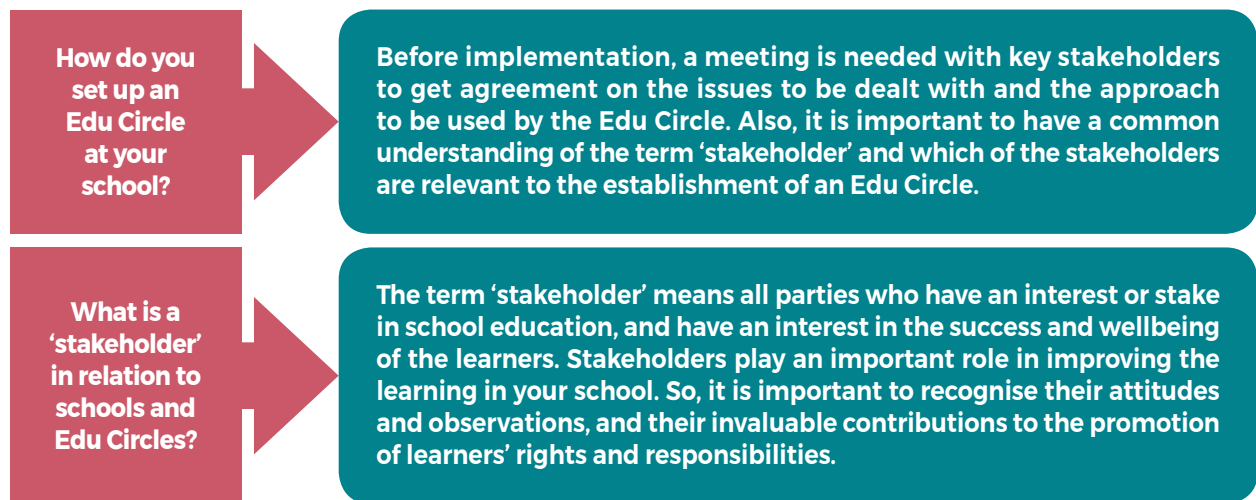 How do you
set up an
Edu Circle
at your
school?
Before implementation, a meeting is needed with key stakeholders
to get agreement on the issues to be dealt with and the approach
to be used by the Edu Circle. Also, it is important to have a common
understanding of the term ‘stakeholder’ and which of the stakeholders
are relevant to the establishment of an Edu Circle.
What is a
‘stakeholder’
in relation to
schools and
Edu Circles?
The term ‘stakeholder’ means all parties who have an interest or stake
in school education, and have an interest in the success and wellbeing
of the learners. Stakeholders play an important role in improving the
learning in your school. So, it is important to recognise their attitudes
and observations, and their invaluable contributions to the promotion
of learners’ rights and responsibilities.